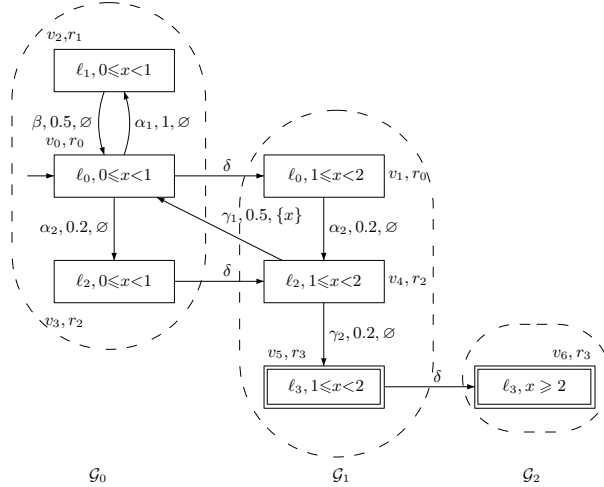 v₂,r₁
ℓ₁, 0⩽x<1
β, 0.5, ∅
α₁, 1, ∅
v₀, r₀
ℓ₀, 0⩽x<1
δ
ℓ₀, 1⩽x<2
v₁, r₀
γ₁, 0.5, {x}
α₂, 0.2, ∅
α₂, 0.2, ∅
ℓ₂, 0⩽x<1
δ
ℓ₂, 1⩽x<2
v₄, r₂
v₃, r₂
γ₂, 0.2, ∅
v₅, r₃
v₆, r₃
ℓ₃, 1⩽x<2
δ
ℓ₃, x ⩾ 2
𝒢₀
𝒢₁
𝒢₂